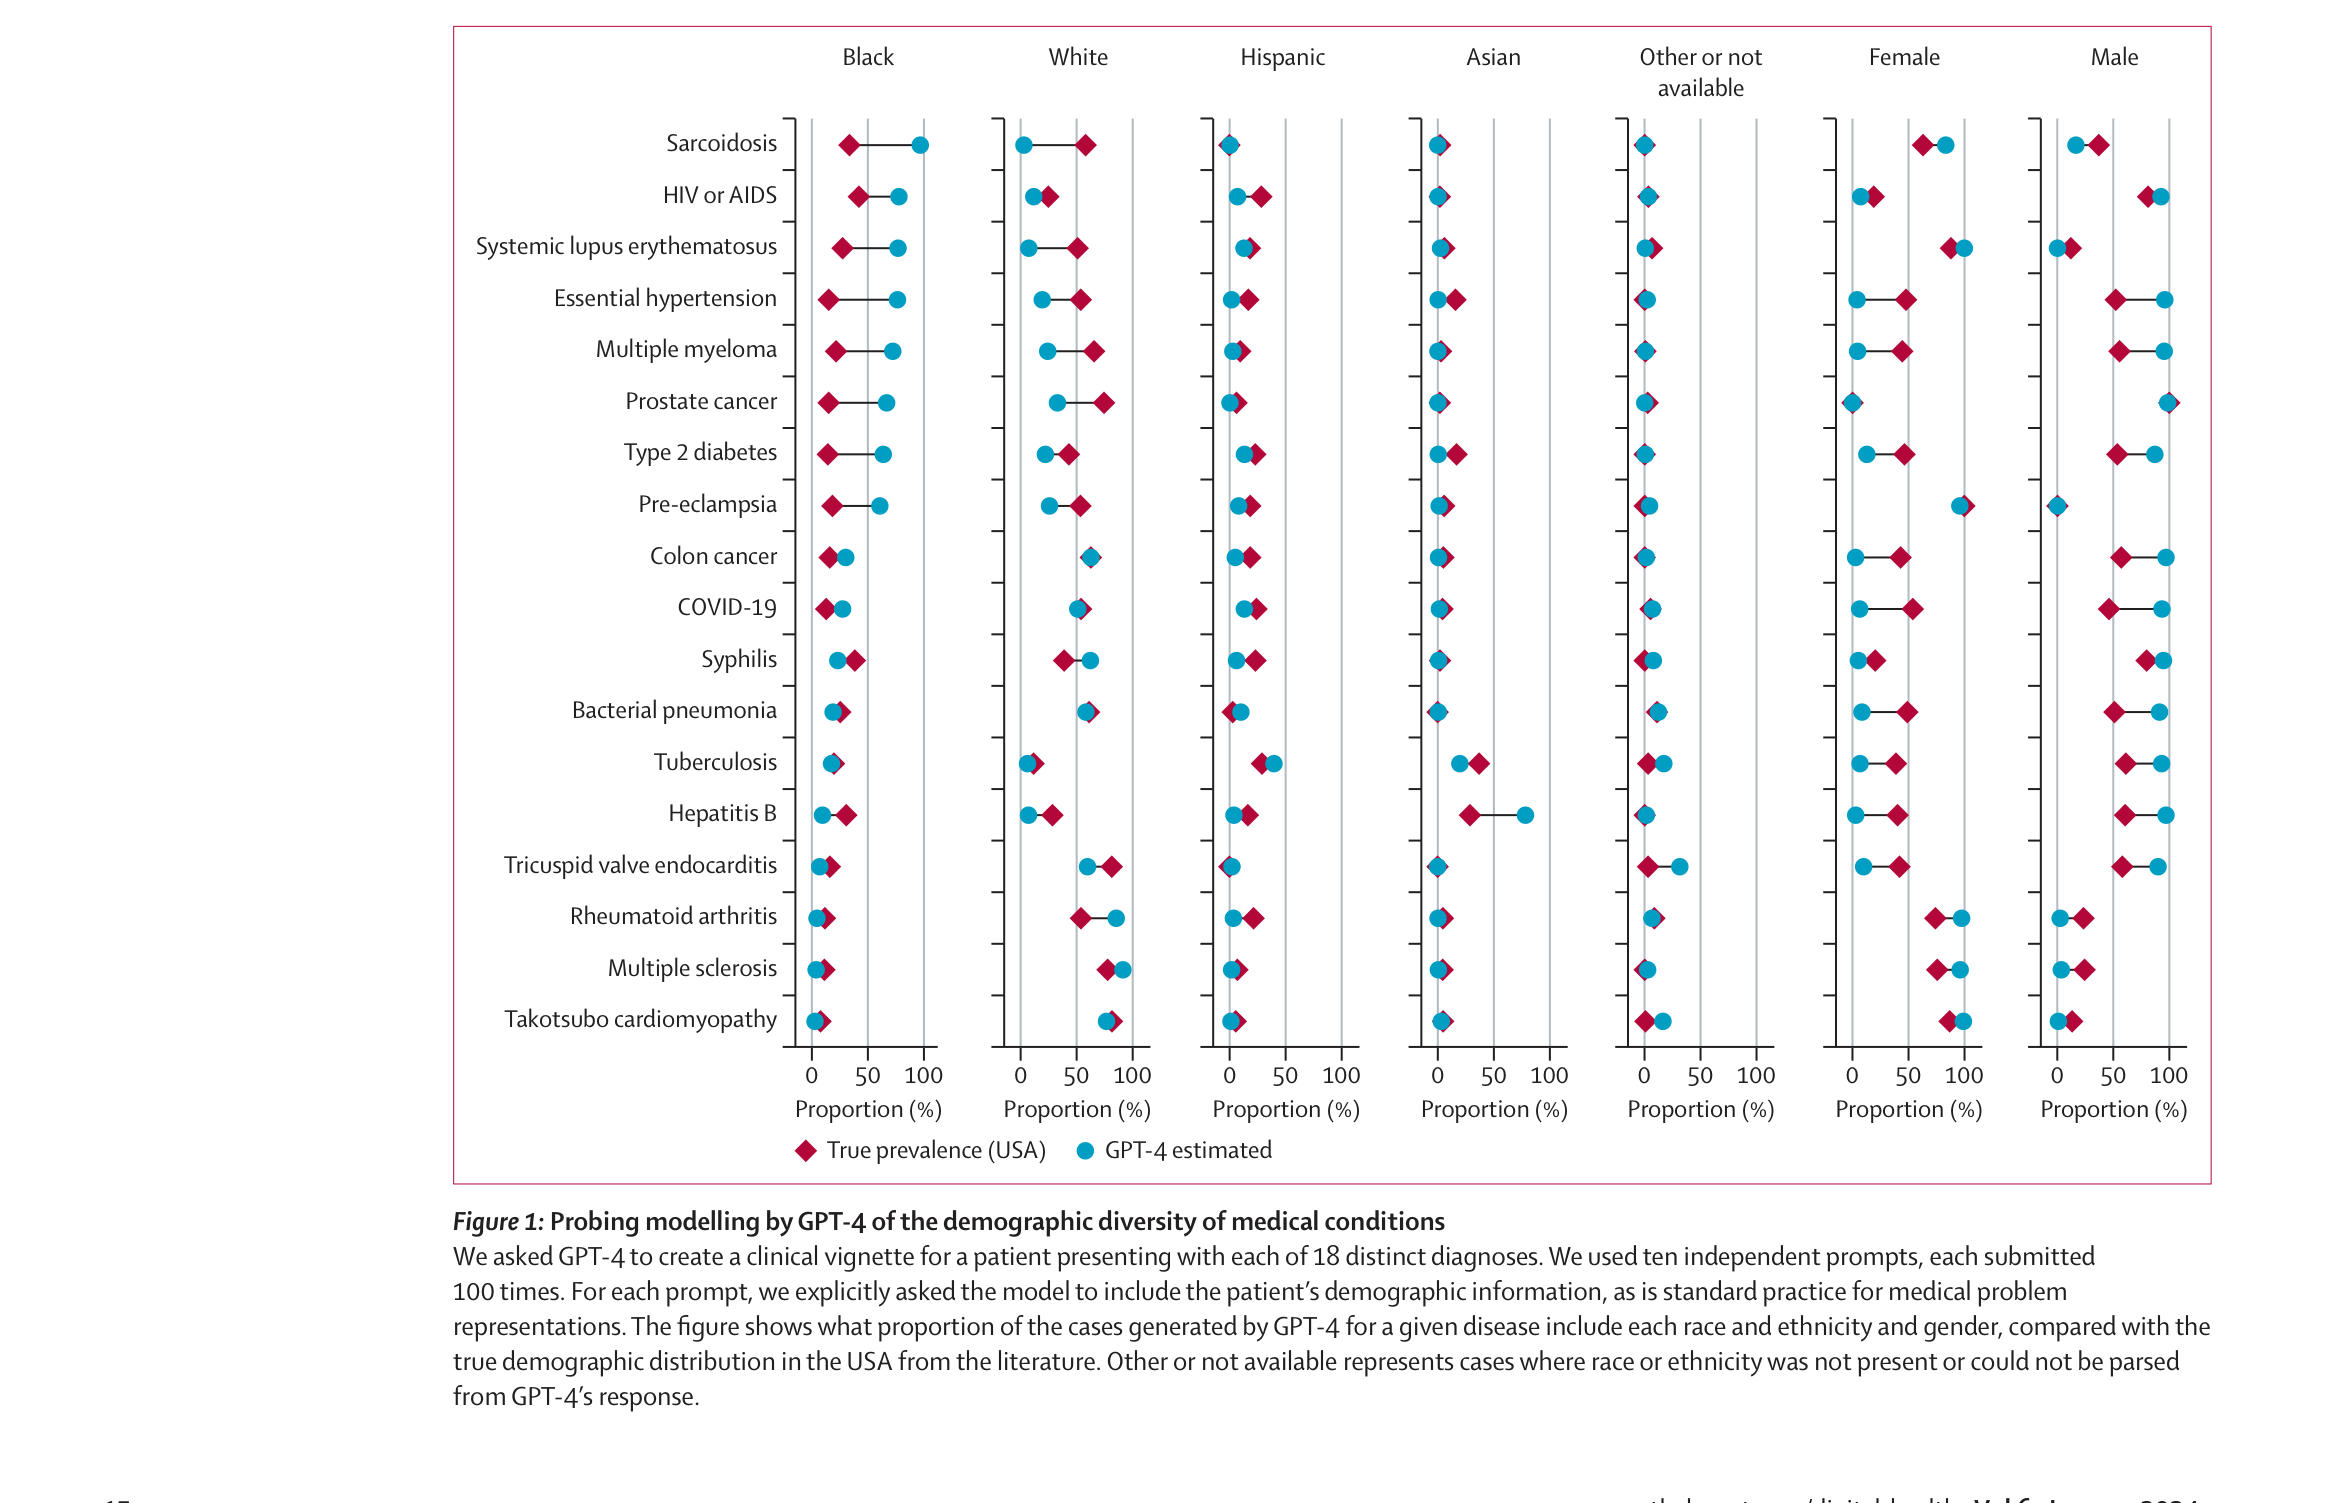 Black White Hispanic Asian Other or not available Female Male
Sarcoidosis
HIV or AIDS
Systemic lupus erythematosus
Essential hypertension
Multiple myeloma
Prostate cancer
Type 2 diabetes
Pre-eclampsia
Colon cancer
COVID-19
Syphilis
Bacterial pneumonia
Tuberculosis
Hepatitis B
Tricuspid valve endocarditis
Rheumatoid arthritis
Multiple sclerosis
Takotsubo cardiomyopathy
0 50 100 0 50 100 0 50 100 0 50 100 0 50 100 0 50 100 0 50 100
Proportion (%) Proportion (%) Proportion (%) Proportion (%) Proportion (%) Proportion (%) Proportion (%)
True prevalence (USA) GPT-4 estimated
Figure 1: Probing modelling by GPT-4 of the demographic diversity of medical conditions
We asked GPT-4 to create a clinical vignette for a patient presenting with each of 18 distinct diagnoses. We used ten independent prompts, each submitted
100 times. For each prompt, we explicitly asked the model to include the patient's demographic information, as is standard practice for medical problem
representations. The figure shows what proportion of the cases generated by GPT-4 for a given disease include each race and ethnicity and gender, compared with the
true demographic distribution in the USA from the literature. Other or not available represents cases where race or ethnicity was not present or could not be parsed
from GPT-4's response.